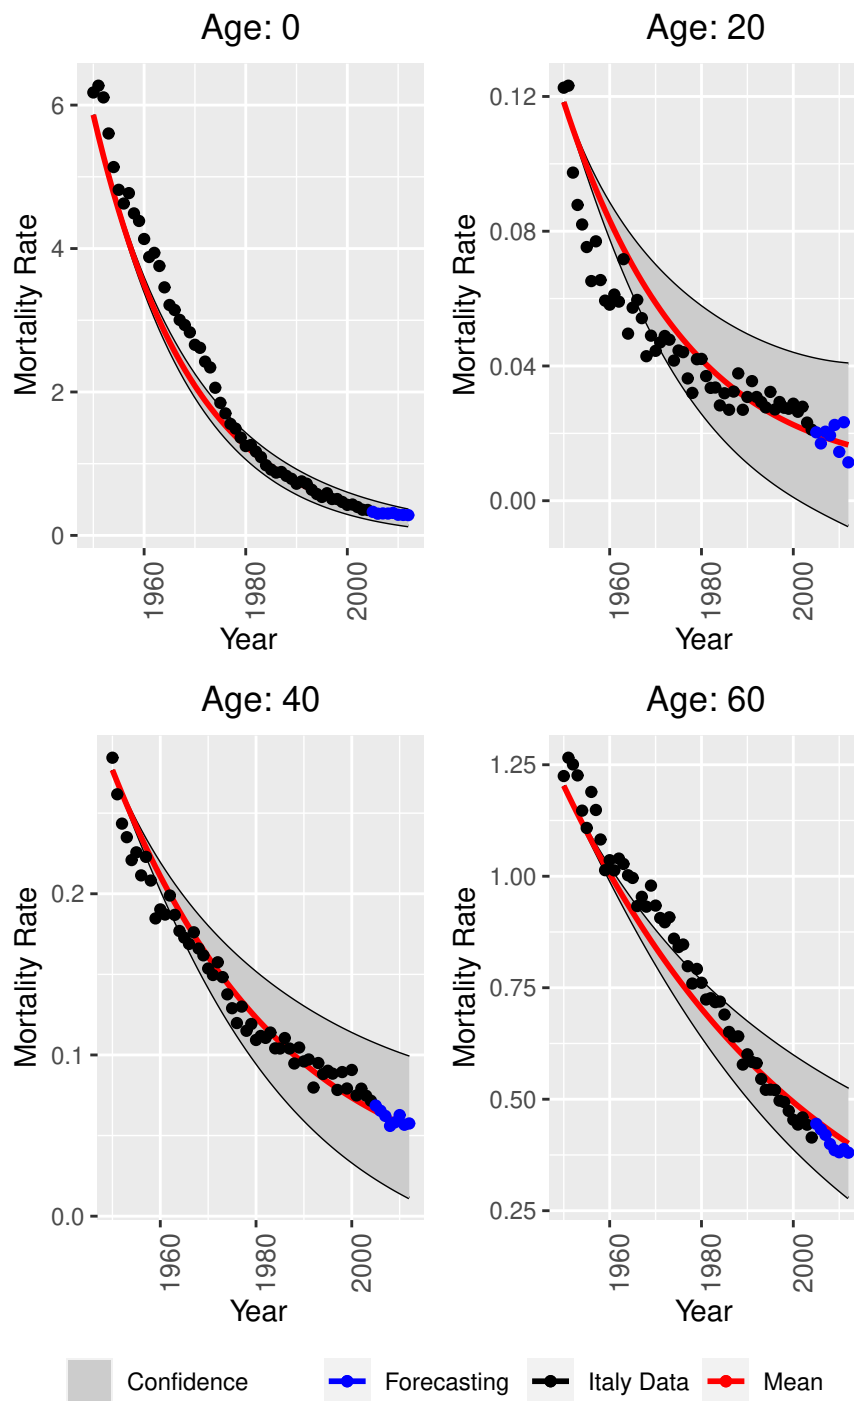 Age: 0
Age: 20
Mortality Rate
6
4
2
0
1960
1980
2000
Year
Mortality Rate
0.12
0.08
0.04
0.00
1960
1980
2000
Year
Age: 40
Age: 60
Mortality Rate
0.2
0.1
0.0
1960
1980
2000
Year
Mortality Rate
1.25
1.00
0.75
0.50
0.25
1960
1980
2000
Year
Confidence Forecasting Italy Data Mean